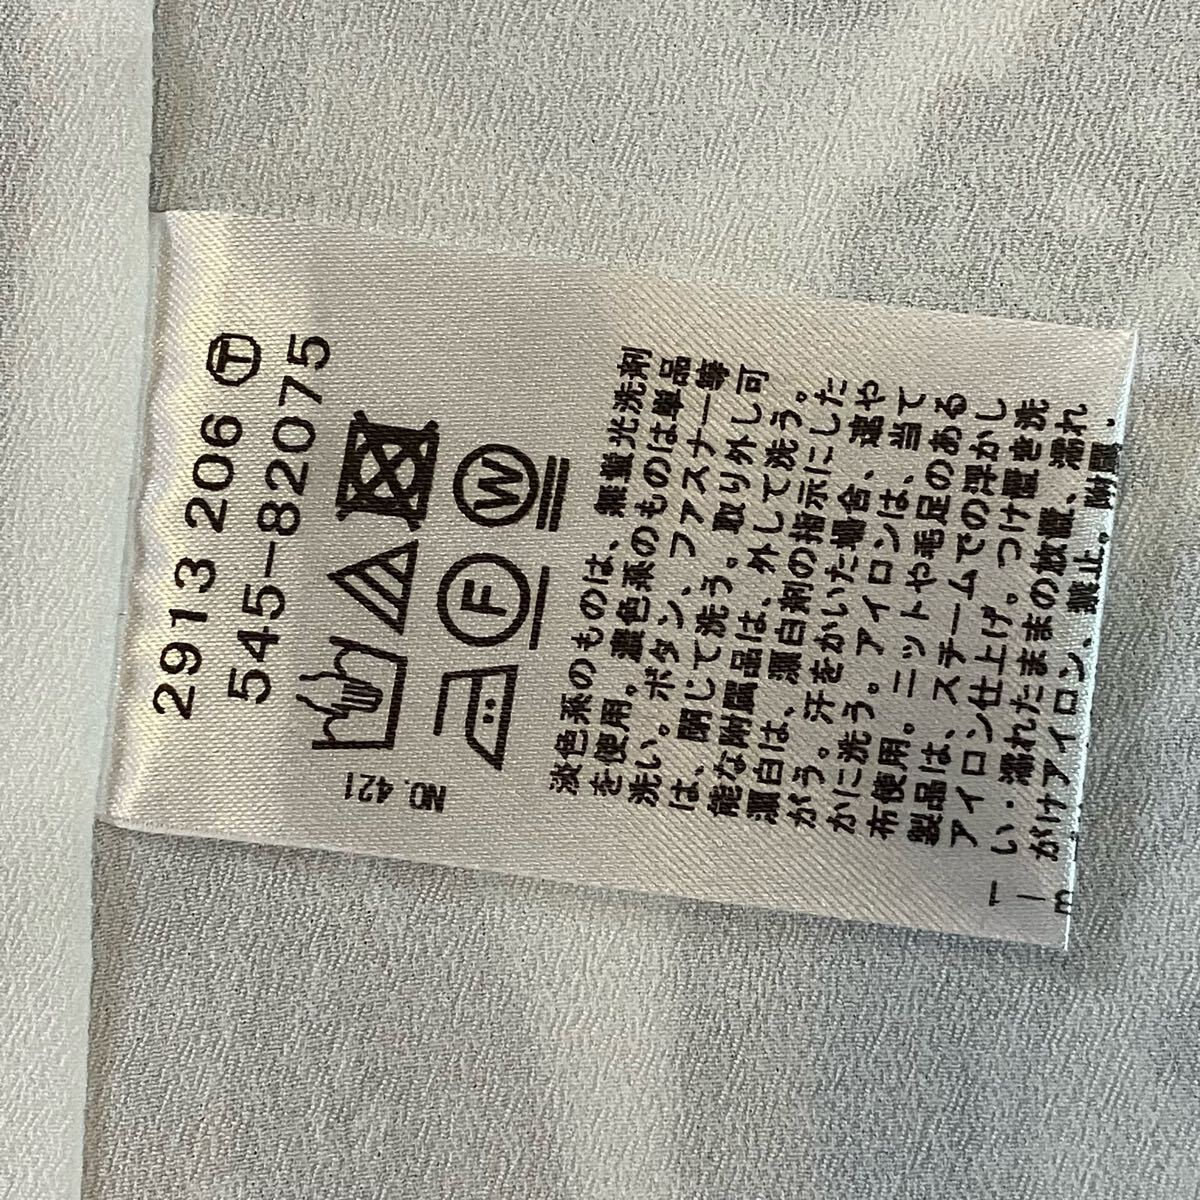 2913 206 Ⓣ
545-82075
F W
NO. 421
淡色系のものは、無蛍光洗剤
を使用。濃色系のものは単品
洗い。ボタン、ファスナー等
は、閉じて洗う。取り外し可
能な附属品は、外して洗う。
漂白は、漂白剤の指示にした
がう。汗をかいた場合、速や
かに洗う。アイロンは、当て
布使用。ニットや毛足のある
製品は、スチームでの浮かし
アイロン仕上げ。つけ置き洗
い・濡れたままの放置、濡れ
がけアイロン、禁止。附属、